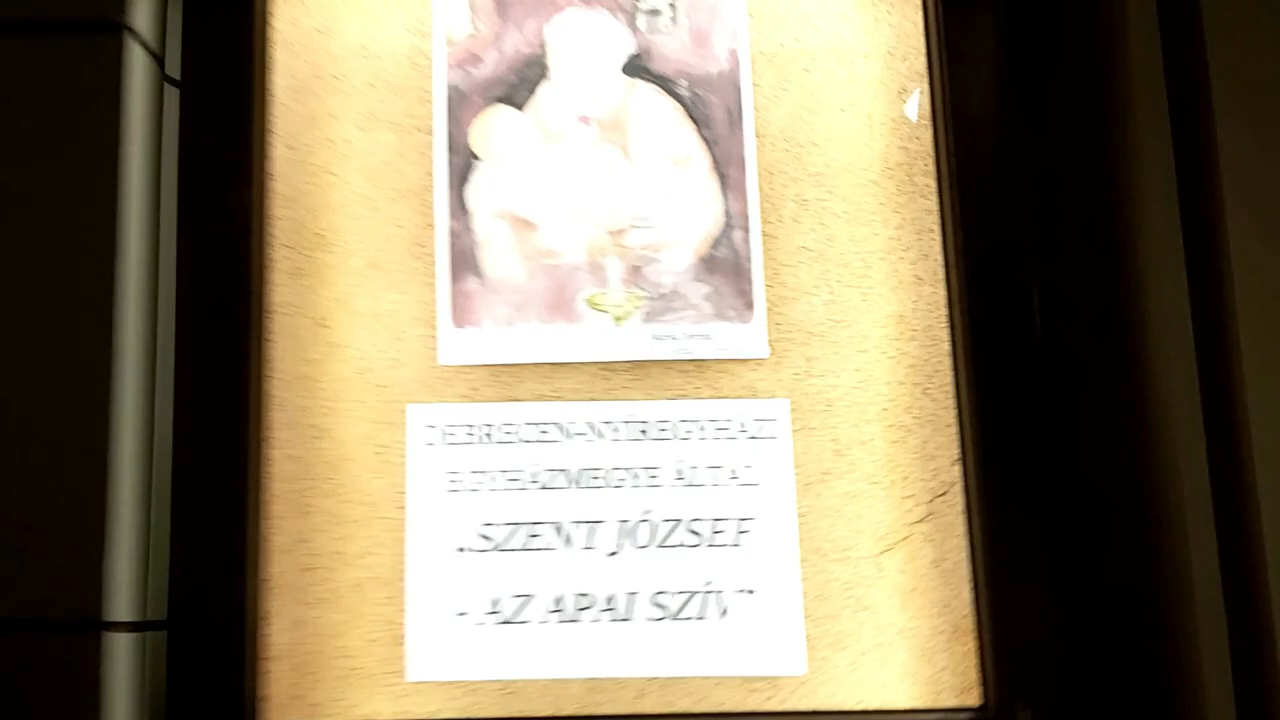 DEBRECEN-NYÍREGYHÁZI
EGYHÁZMEGYE ÁLTAL
„SZENT JÓZSEF
- AZ APAI SZÍV”